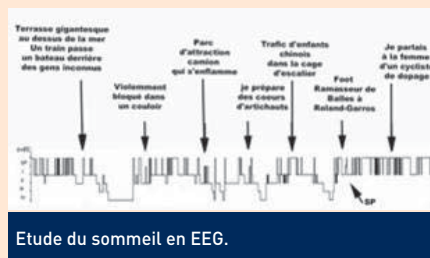 Terrasse gigantesque
au dessus de la mer
Un train passe
un bateau derrière
des gens inconnus
Violemment
bloqué dans
un couloir
Parc
d'attraction
camion
qui s'enflamme
je prépare
des coeurs
d'artichauts
Trafic d'enfants
chinois
dans la cage
d'escalier
Foot
Ramasseur de
Balles à
Roland-Garros
Je parlais
à la femme
d'un cycliste
de dopage
SP
Etude du sommeil en EEG.